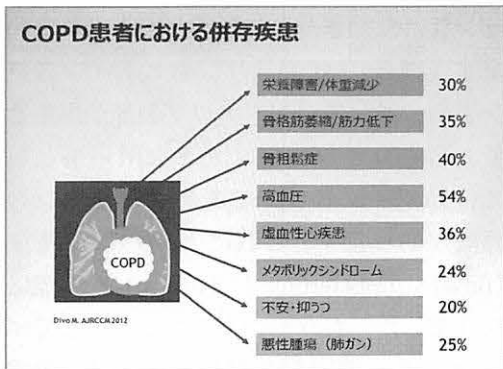 COPD患者における併存疾患
栄養障害/体重減少 30%
骨格筋萎縮/筋力低下 35%
骨粗鬆症 40%
高血圧 54%
虚血性心疾患 36%
メタボリックシンドローム 24%
不安・抑うつ 20%
悪性腫瘍（肺ガン） 25%
COPD
Divo M. AJRCCM 2012